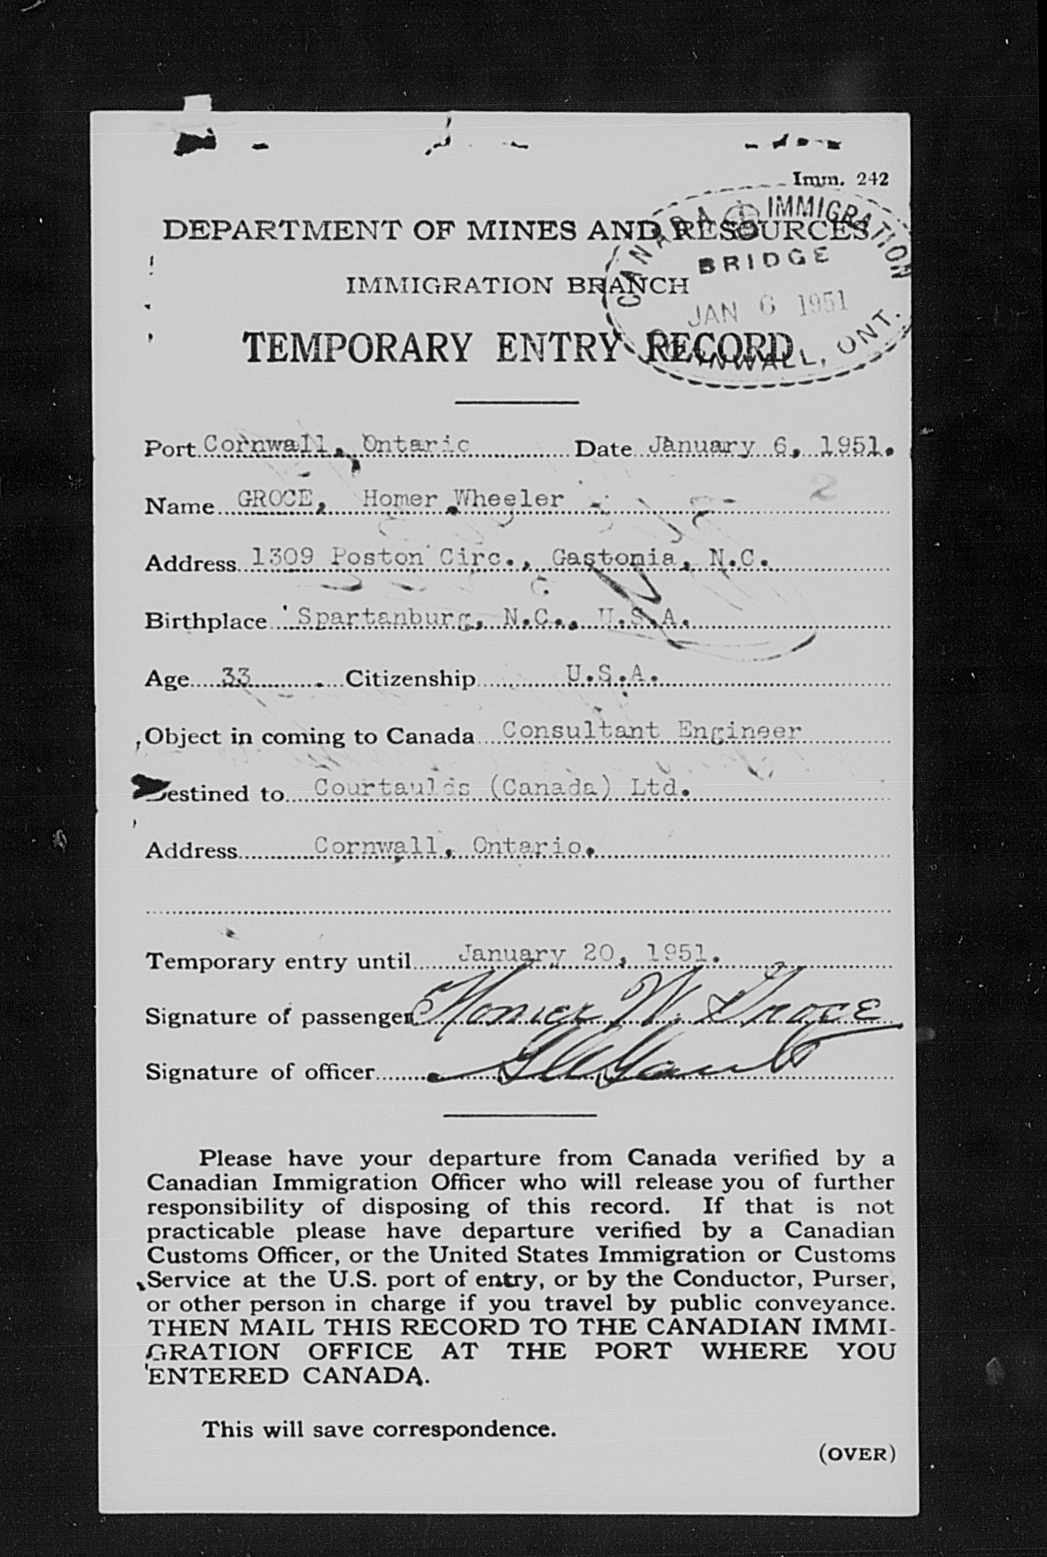 Imm. 242
CANADA IMMIGRATION
BRIDGE
JAN 6 1951
CORNWALL, ONT.
DEPARTMENT OF MINES AND RESOURCES
IMMIGRATION BRANCH
TEMPORARY ENTRY RECORD
Port Cornwall, Ontario Date January 6, 1951.
Name GROCE, Homer Wheeler 2
Address 1309 Poston Circ., Gastonia, N.C.
Birthplace Spartanburg, N.C., U.S.A.
Age 33 Citizenship U.S.A.
Object in coming to Canada Consultant Engineer
Destined to Courtaulds (Canada) Ltd.
Address Cornwall, Ontario.
Temporary entry until January 20, 1951.
Signature of passenger Homer W. Groce
Signature of officer
Please have your departure from Canada verified by a
Canadian Immigration Officer who will release you of further
responsibility of disposing of this record. If that is not
practicable please have departure verified by a Canadian
Customs Officer, or the United States Immigration or Customs
Service at the U.S. port of entry, or by the Conductor, Purser,
or other person in charge if you travel by public conveyance.
THEN MAIL THIS RECORD TO THE CANADIAN IMMI-
GRATION OFFICE AT THE PORT WHERE YOU
ENTERED CANADA.
This will save correspondence.
(OVER)